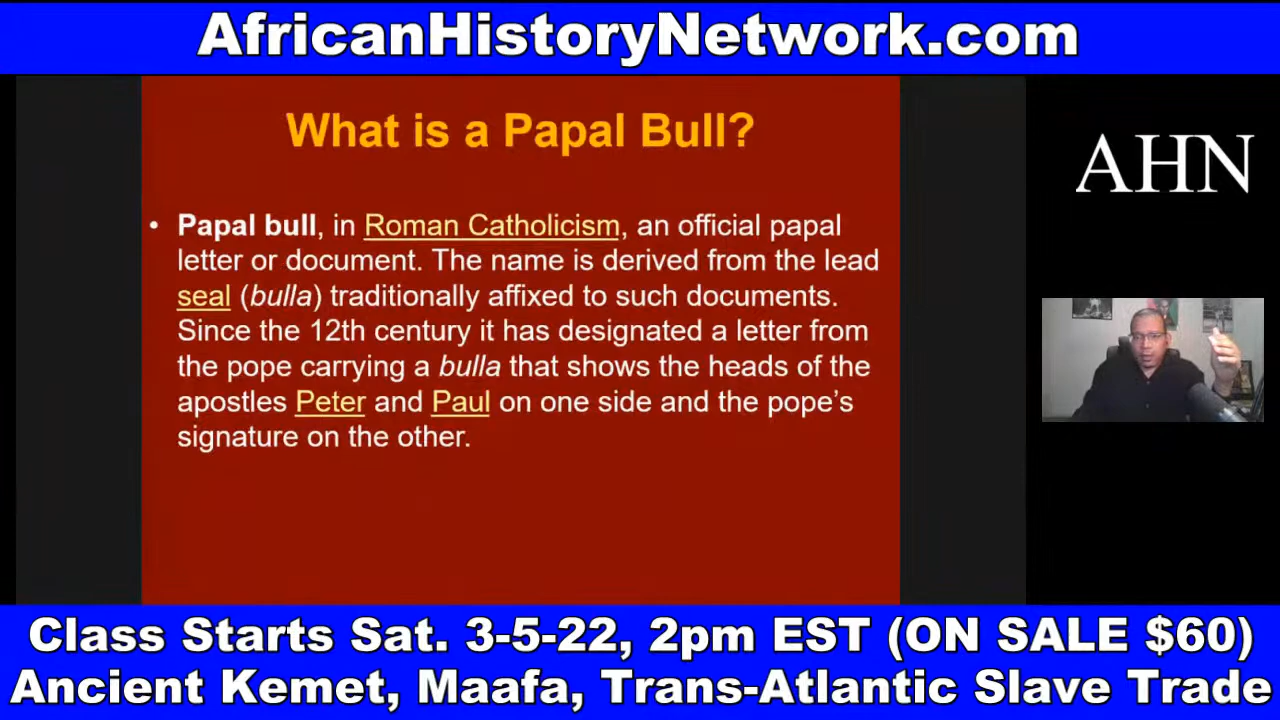 AfricanHistoryNetwork.com
What is a Papal Bull?
AHN
• Papal bull, in Roman Catholicism, an official papal
letter or document. The name is derived from the lead
seal (bulla) traditionally affixed to such documents.
Since the 12th century it has designated a letter from
the pope carrying a bulla that shows the heads of the
apostles Peter and Paul on one side and the pope’s
signature on the other.
Class Starts Sat. 3-5-22, 2pm EST (ON SALE $60)
Ancient Kemet, Maafa, Trans-Atlantic Slave Trade